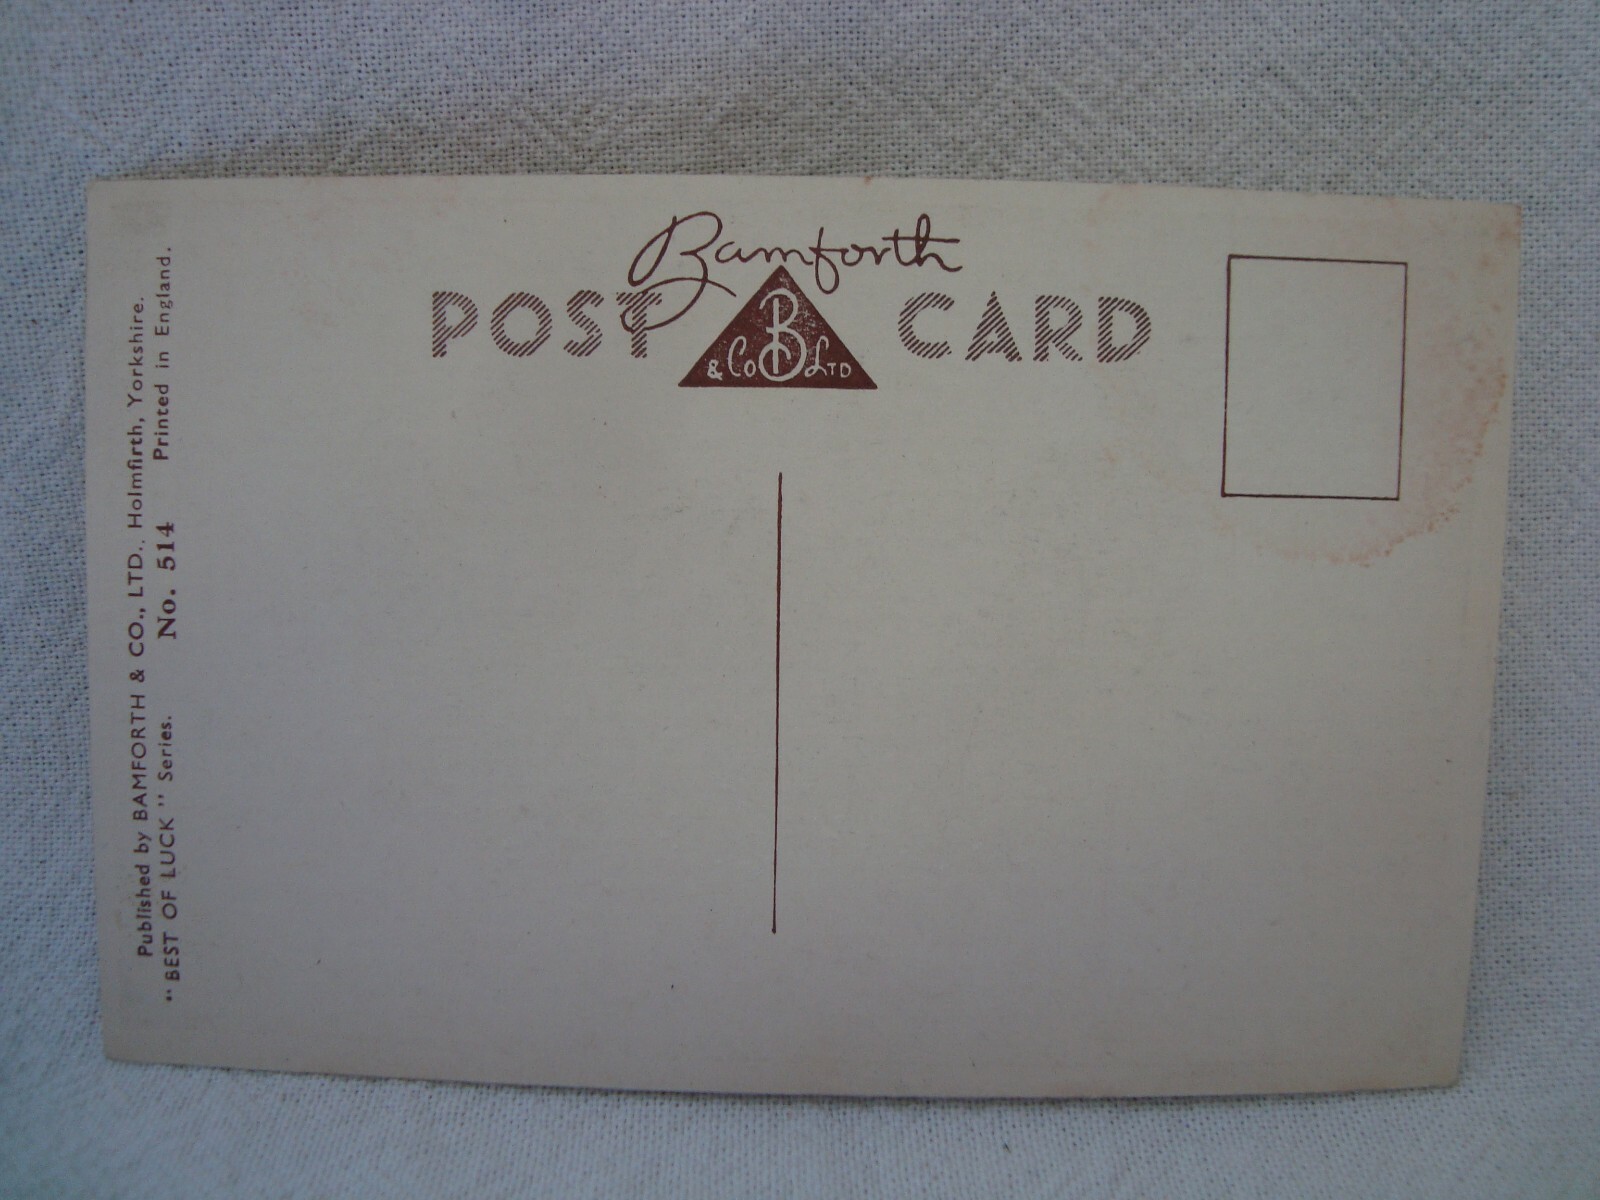 Bamforth
POST CARD
B
& Co LTD
Published by BAMFORTH & CO., LTD., Holmfirth, Yorkshire.
"BEST OF LUCK" Series. No. 514 Printed in England.